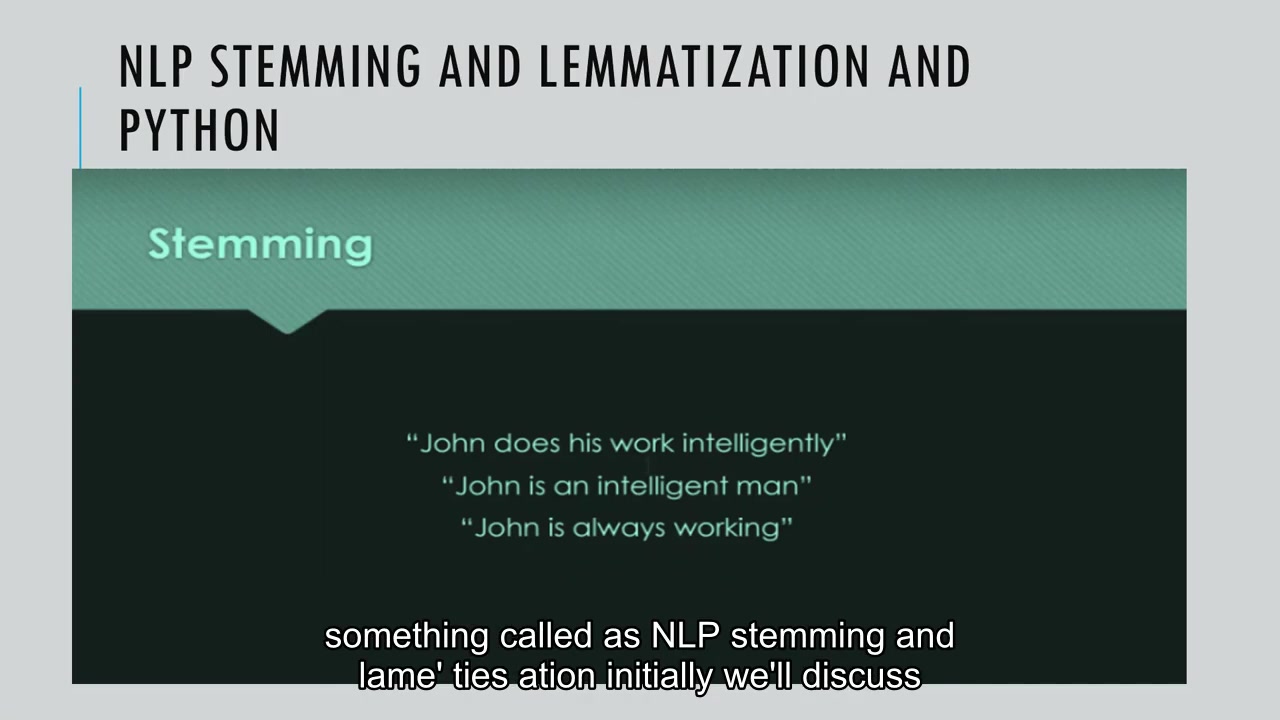 NLP STEMMING AND LEMMATIZATION AND
PYTHON
Stemming
“John does his work intelligently”
“John is an intelligent man”
“John is always working”
something called as NLP stemming and
lame' ties ation initially we'll discuss